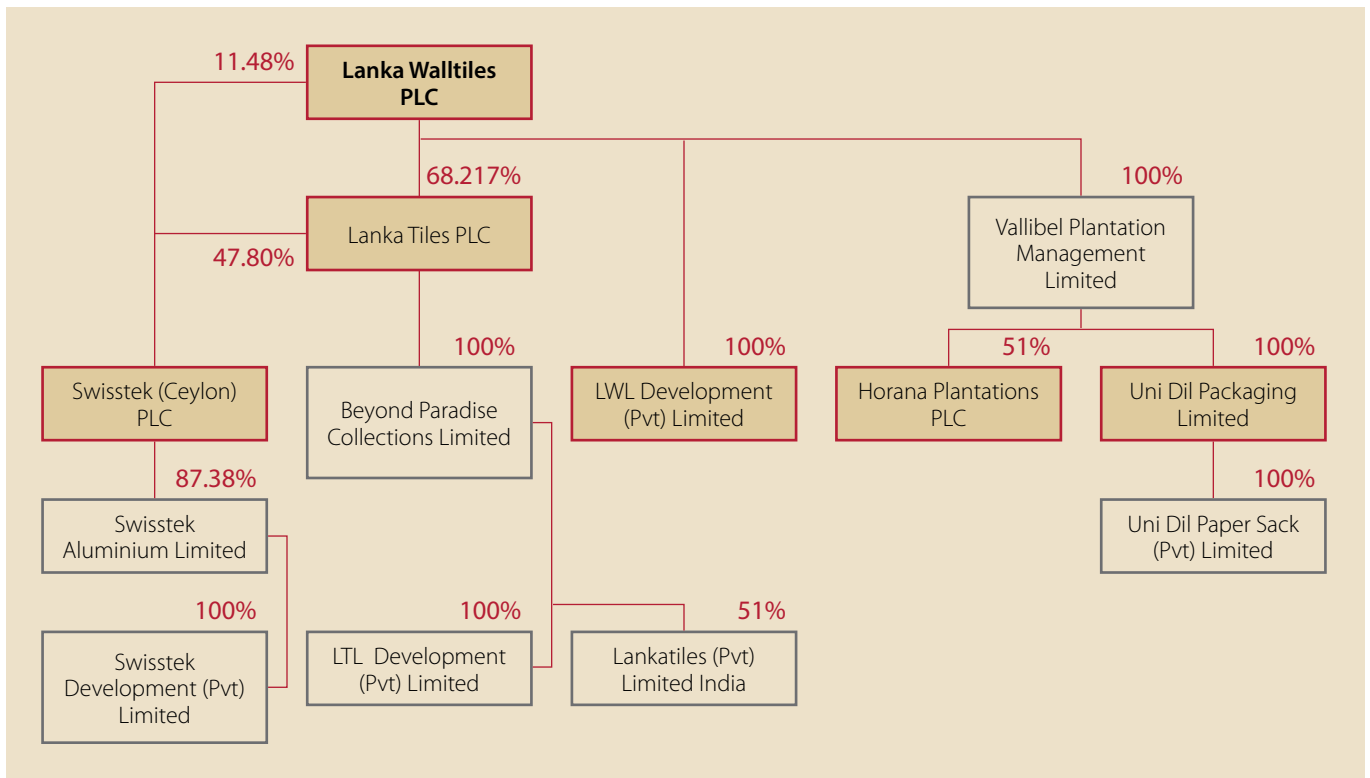 11.48%
Lanka Walltiles
PLC
68.217%
100%
Lanka Tiles PLC
47.80%
Vallibel Plantation
Management
Limited
100%
100%
51%
100%
Swisstek (Ceylon)
PLC
Beyond Paradise
Collections Limited
LWL Development
(Pvt) Limited
Horana Plantations
PLC
Uni Dil Packaging
Limited
87.38%
100%
Swisstek
Aluminium Limited
Uni Dil Paper Sack
(Pvt) Limited
100%
100%
51%
Swisstek
Development (Pvt)
Limited
LTL Development
(Pvt) Limited
Lankatiles (Pvt)
Limited India